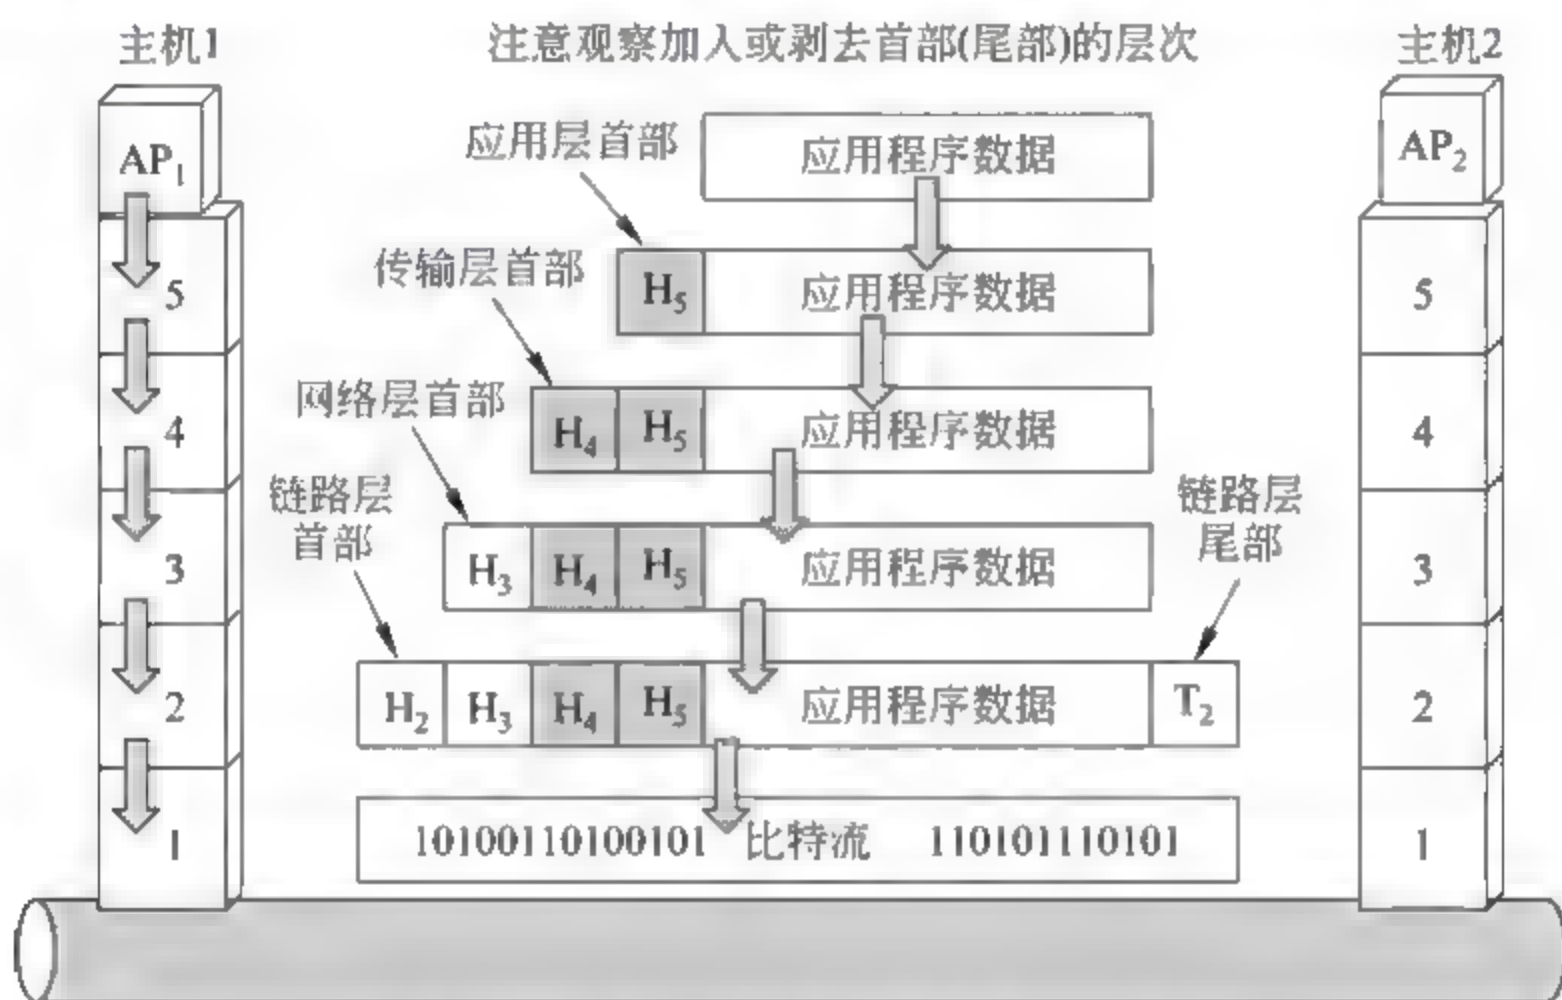 主机1 注意观察加入或剥去首部(尾部)的层次 主机2
AP₁ 应用层首部 应用程序数据 AP₂
传输层首部
5 H₅ 应用程序数据 5
网络层首部
4 H₄ H₅ 应用程序数据 4
链路层
首部
链路层
尾部
3 H₃ H₄ H₅ 应用程序数据 3
2 H₂ H₃ H₄ H₅ 应用程序数据 T₂ 2
1 10100110100101 比特流 110101110101 1